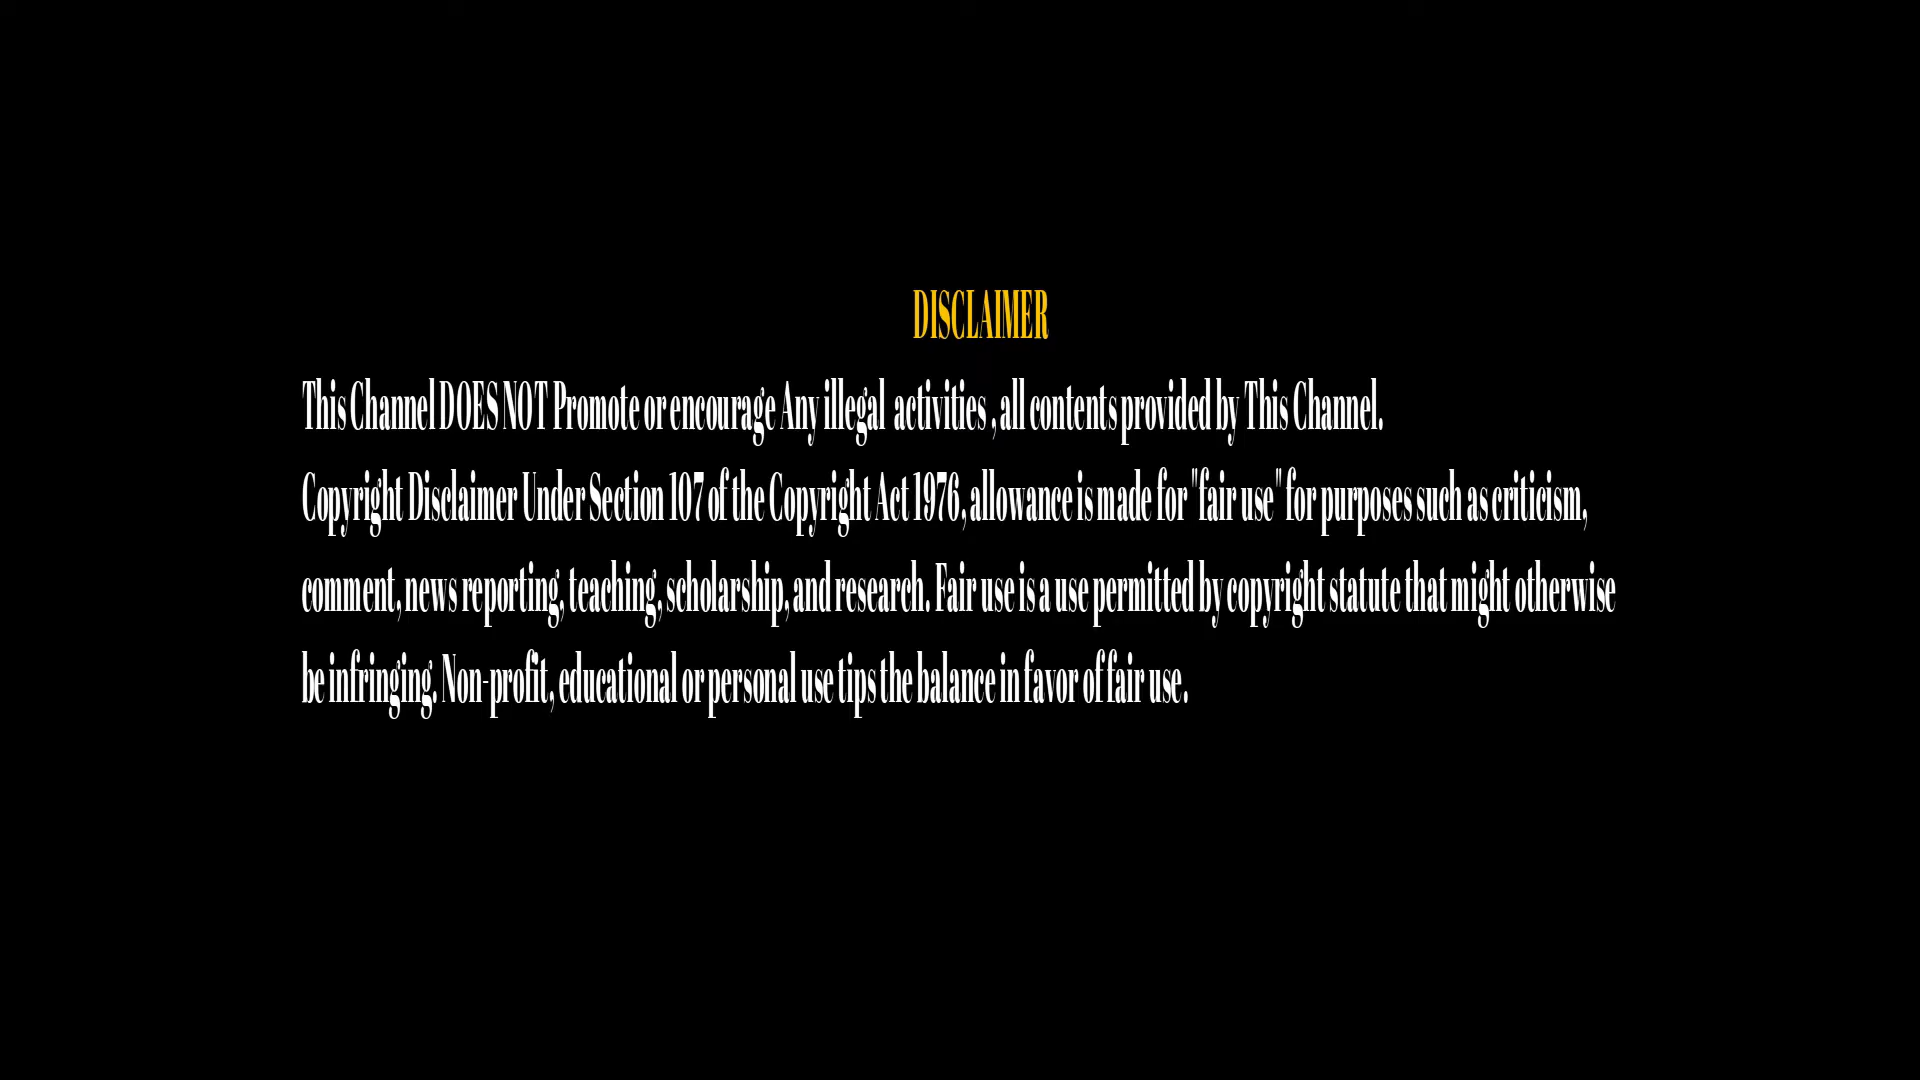 DISCLAIMER
This Channel DOES NOT Promote or encourage Any illegal activities , all contents provided by This Channel.
Copyright Disclaimer Under Section 107 of the Copyright Act 1976, allowance is made for "fair use" for purposes such as criticism,
comment, news reporting, teaching, scholarship, and research. Fair use is a use permitted by copyright statute that might otherwise
be infringing. Non-profit, educational or personal use tips the balance in favor of fair use.